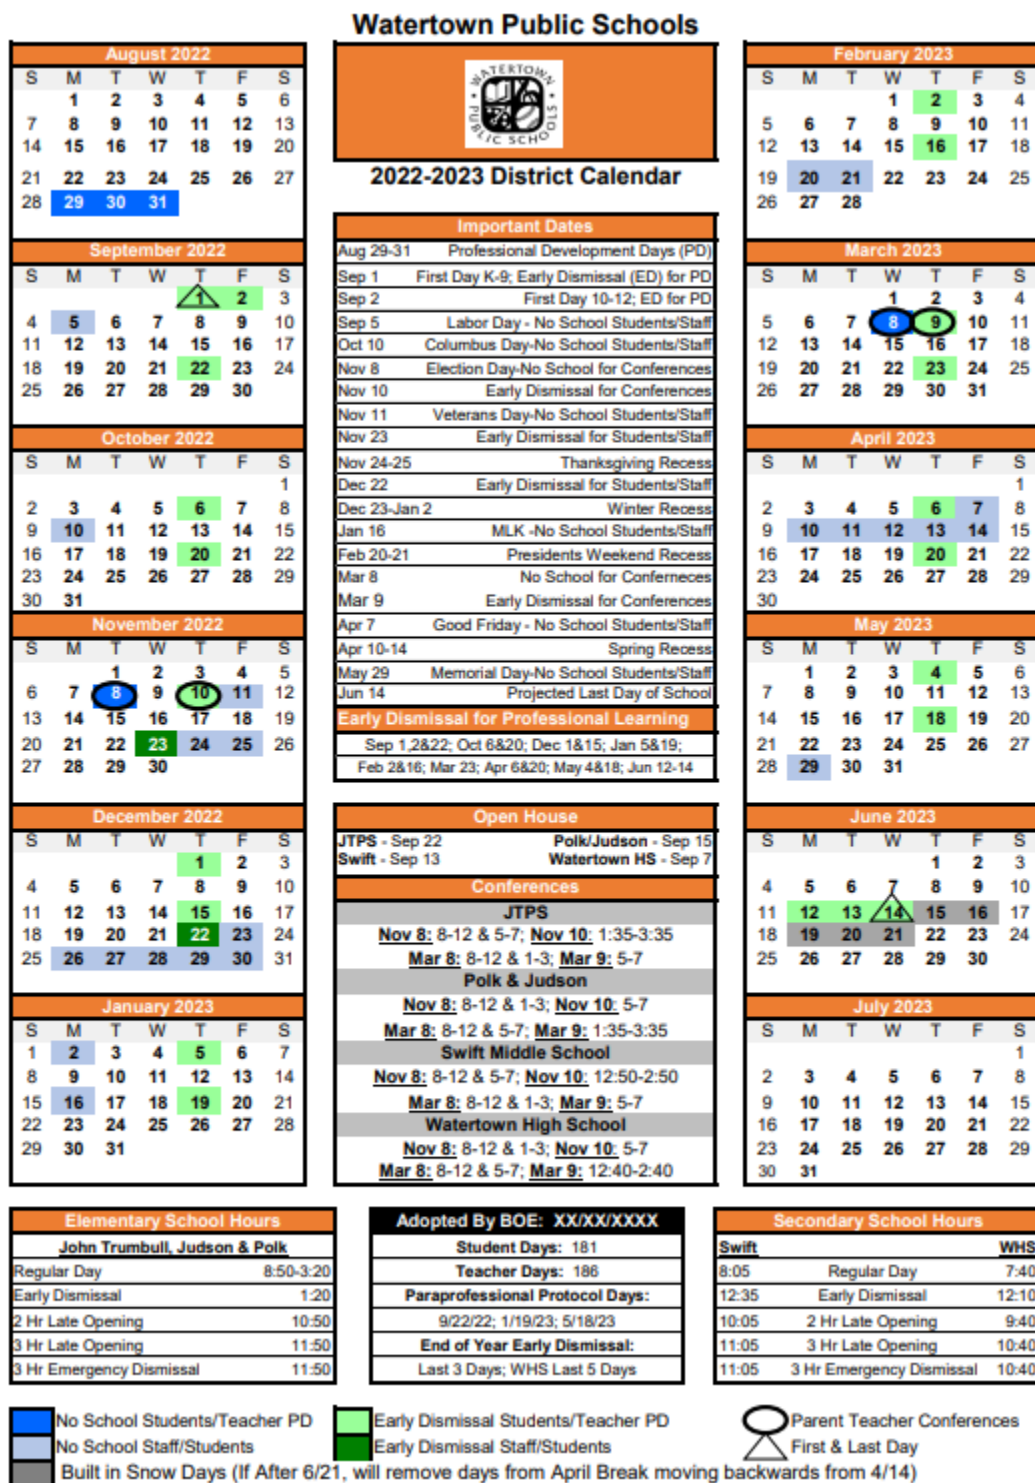 Watertown Public Schools
August 2022
S M T W T F S
1 2 3 4 5 6
7 8 9 10 11 12 13
14 15 16 17 18 19 20
21 22 23 24 25 26 27
28 29 30 31
September 2022
S M T W T F S
1 2 3
4 5 6 7 8 9 10
11 12 13 14 15 16 17
18 19 20 21 22 23 24
25 26 27 28 29 30
October 2022
S M T W T F S
1
2 3 4 5 6 7 8
9 10 11 12 13 14 15
16 17 18 19 20 21 22
23 24 25 26 27 28 29
30 31
November 2022
S M T W T F S
1 2 3 4 5
6 7 8 9 10 11 12
13 14 15 16 17 18 19
20 21 22 23 24 25 26
27 28 29 30
December 2022
S M T W T F S
1 2 3
4 5 6 7 8 9 10
11 12 13 14 15 16 17
18 19 20 21 22 23 24
25 26 27 28 29 30 31
January 2023
S M T W T F S
1 2 3 4 5 6 7
8 9 10 11 12 13 14
15 16 17 18 19 20 21
22 23 24 25 26 27 28
29 30 31
WATERTOWN
PUBLIC SCHOOLS
2022-2023 District Calendar
Important Dates
Aug 29-31 Professional Development Days (PD)
Sep 1 First Day K-9; Early Dismissal (ED) for PD
Sep 2 First Day 10-12; ED for PD
Sep 5 Labor Day - No School Students/Staff
Oct 10 Columbus Day-No School Students/Staff
Nov 8 Election Day-No School for Conferences
Nov 10 Early Dismissal for Conferences
Nov 11 Veterans Day-No School Students/Staff
Nov 23 Early Dismissal for Students/Staff
Nov 24-25 Thanksgiving Recess
Dec 22 Early Dismissal for Students/Staff
Dec 23-Jan 2 Winter Recess
Jan 16 MLK -No School Students/Staff
Feb 20-21 Presidents Weekend Recess
Mar 8 No School for Conferneces
Mar 9 Early Dismissal for Conferences
Apr 7 Good Friday - No School Students/Staff
Apr 10-14 Spring Recess
May 29 Memorial Day-No School Students/Staff
Jun 14 Projected Last Day of School
Early Dismissal for Professional Learning
Sep 1,2&22; Oct 6&20; Dec 1&15; Jan 5&19;
Feb 2&16; Mar 23; Apr 6&20; May 4&18; Jun 12-14
Open House
JTPS - Sep 22 Polk/Judson - Sep 15
Swift - Sep 13 Watertown HS - Sep 7
Conferences
JTPS
Nov 8: 8-12 & 5-7; Nov 10: 1:35-3:35
Mar 8: 8-12 & 1-3; Mar 9: 5-7
Polk & Judson
Nov 8: 8-12 & 1-3; Nov 10: 5-7
Mar 8: 8-12 & 5-7; Mar 9: 1:35-3:35
Swift Middle School
Nov 8: 8-12 & 5-7; Nov 10: 12:50-2:50
Mar 8: 8-12 & 1-3; Mar 9: 5-7
Watertown High School
Nov 8: 8-12 & 1-3; Nov 10: 5-7
Mar 8: 8-12 & 5-7; Mar 9: 12:40-2:40
February 2023
S M T W T F S
1 2 3 4
5 6 7 8 9 10 11
12 13 14 15 16 17 18
19 20 21 22 23 24 25
26 27 28
March 2023
S M T W T F S
1 2 3 4
5 6 7 8 9 10 11
12 13 14 15 16 17 18
19 20 21 22 23 24 25
26 27 28 29 30 31
April 2023
S M T W T F S
1
2 3 4 5 6 7 8
9 10 11 12 13 14 15
16 17 18 19 20 21 22
23 24 25 26 27 28 29
30
May 2023
S M T W T F S
1 2 3 4 5 6
7 8 9 10 11 12 13
14 15 16 17 18 19 20
21 22 23 24 25 26 27
28 29 30 31
June 2023
S M T W T F S
1 2 3
4 5 6 7 8 9 10
11 12 13 14 15 16 17
18 19 20 21 22 23 24
25 26 27 28 29 30
July 2023
S M T W T F S
1
2 3 4 5 6 7 8
9 10 11 12 13 14 15
16 17 18 19 20 21 22
23 24 25 26 27 28 29
30 31
Elementary School Hours
John Trumbull, Judson & Polk
Regular Day 8:50-3:20
Early Dismissal 1:20
2 Hr Late Opening 10:50
3 Hr Late Opening 11:50
3 Hr Emergency Dismissal 11:50
Adopted By BOE: XX/XX/XXXX
Student Days: 181
Teacher Days: 186
Paraprofessional Protocol Days:
9/22/22; 1/19/23; 5/18/23
End of Year Early Dismissal:
Last 3 Days; WHS Last 5 Days
Secondary School Hours
Swift WHS
8:05 Regular Day 7:40
12:35 Early Dismissal 12:10
10:05 2 Hr Late Opening 9:40
11:05 3 Hr Late Opening 10:40
11:05 3 Hr Emergency Dismissal 10:40
No School Students/Teacher PD
No School Staff/Students
Early Dismissal Students/Teacher PD
Early Dismissal Staff/Students
Parent Teacher Conferences
First & Last Day
Built in Snow Days (If After 6/21, will remove days from April Break moving backwards from 4/14)